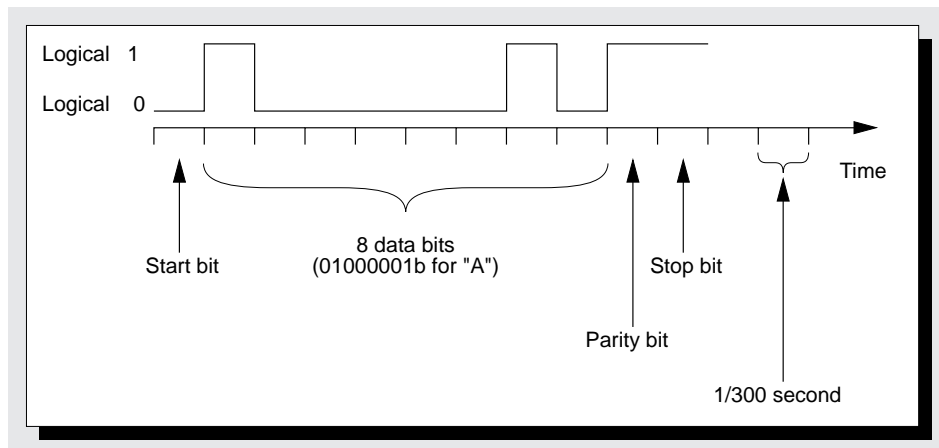 Logical 1
Logical 0
Time
8 data bits
(01000001b for "A")
Start bit
Stop bit
Parity bit
1/300 second